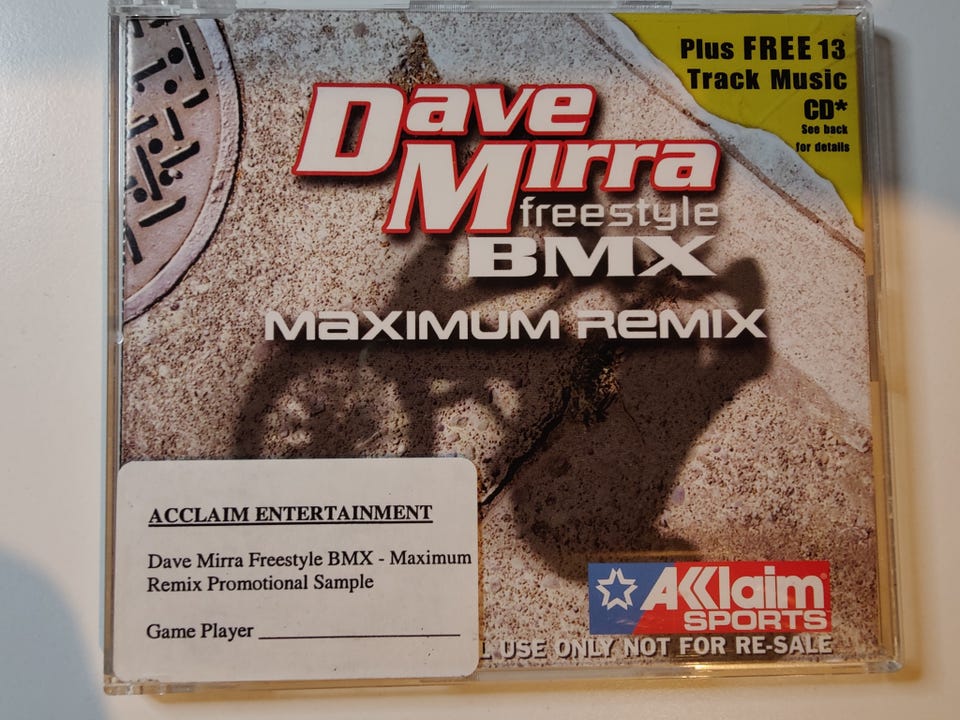 Plus FREE 13
Track Music
CD*
See back
for details
Dave
Mirra
freestyle
BMX
MAXIMUM REMIX
ACCLAIM ENTERTAINMENT
Dave Mirra Freestyle BMX - Maximum
Remix Promotional Sample
Game Player
AKKlaim
SPORTS
USE ONLY NOT FOR RE-SALE